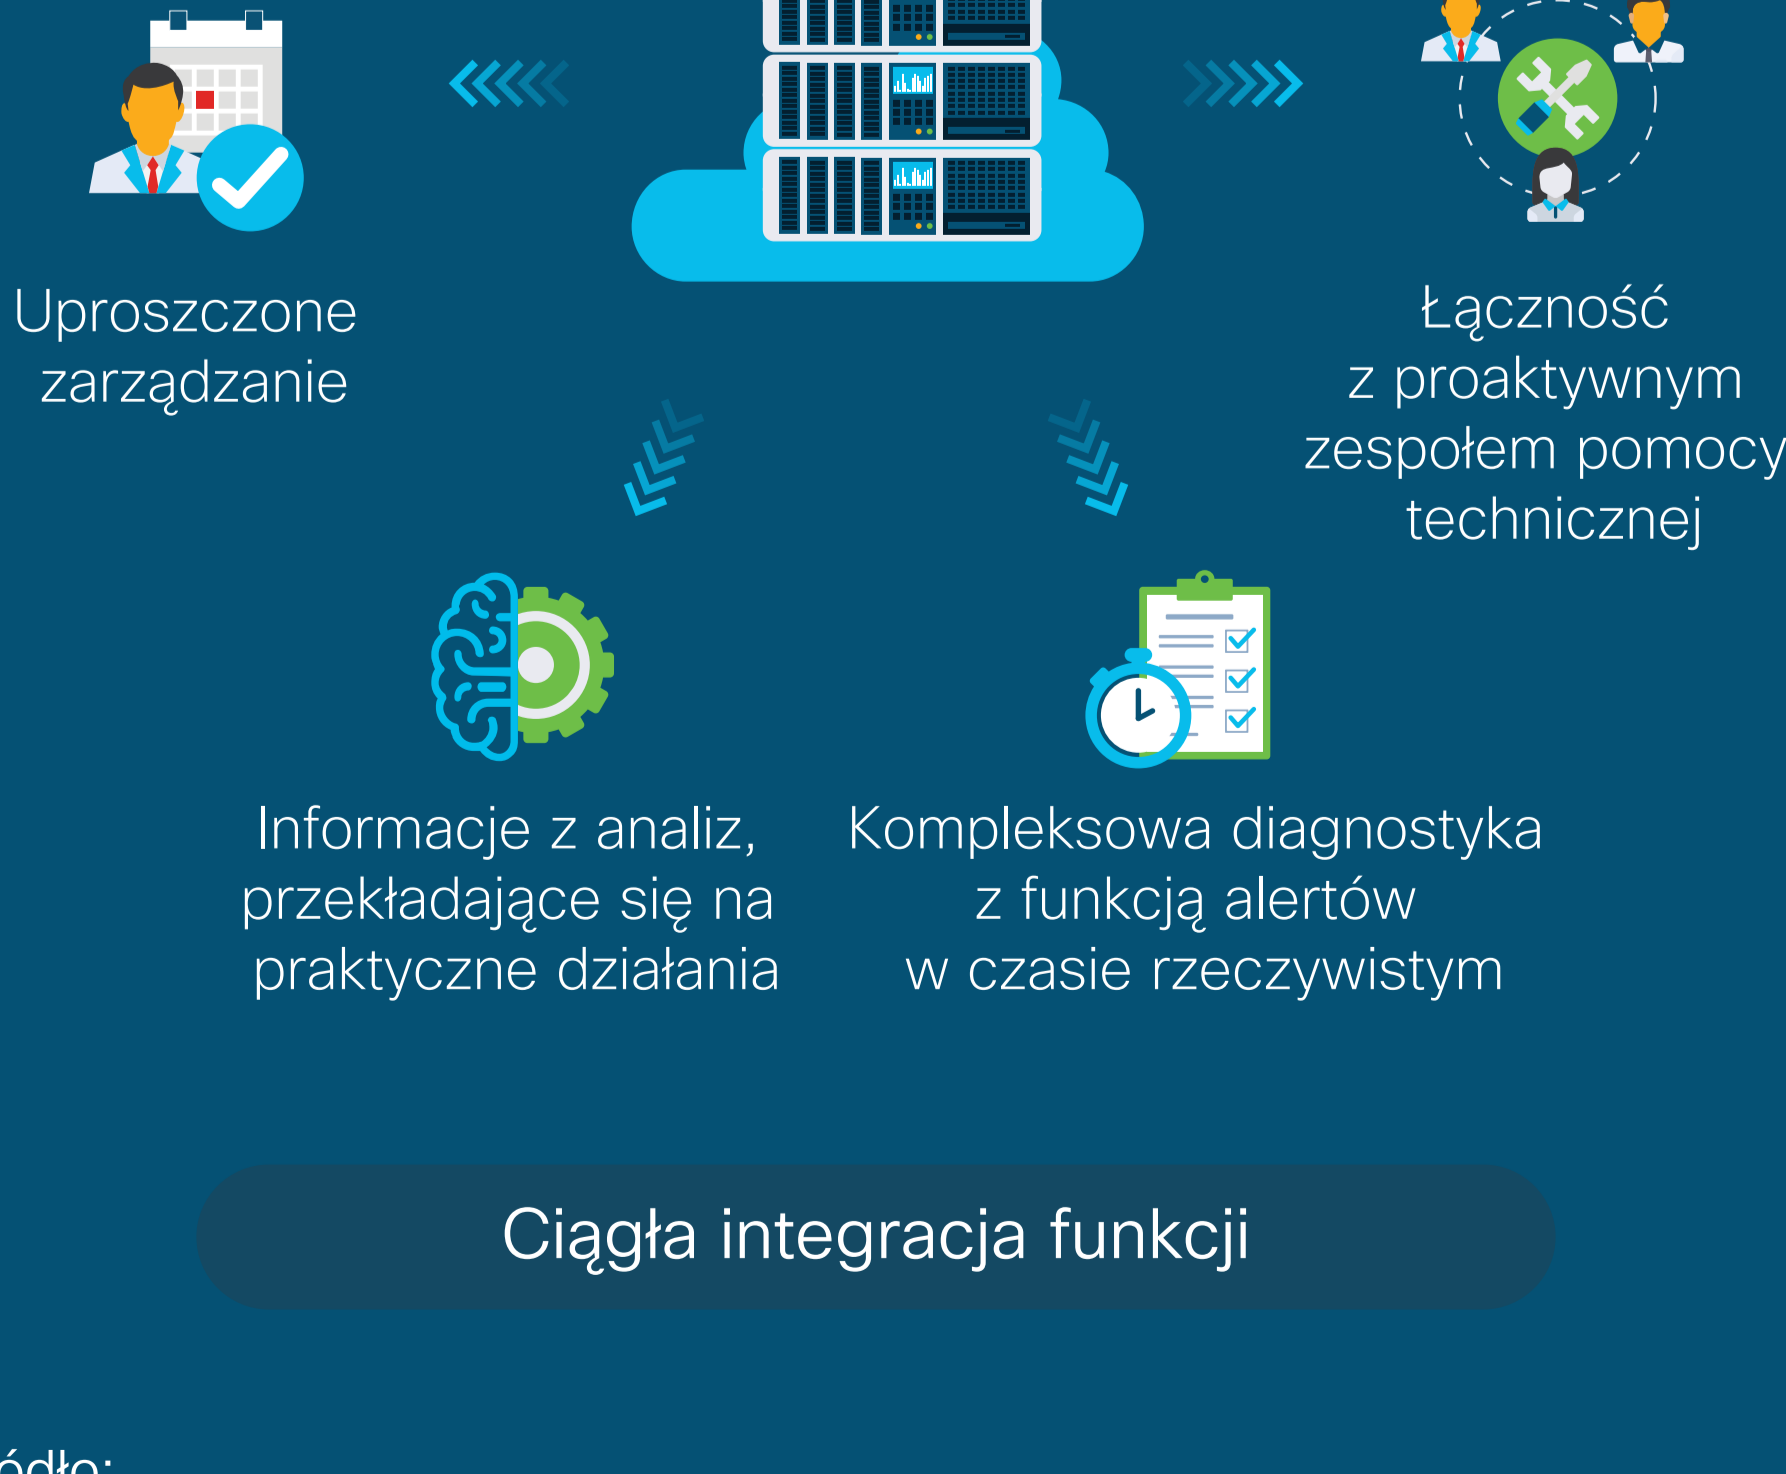 Uproszczone
zarządzanie
Łączność
z proaktywnym
zespołem pomocy
technicznej
Informacje z analiz,
przekładające się na
praktyczne działania
Kompleksowa diagnostyka
z funkcją alertów
w czasie rzeczywistym
Ciągła integracja funkcji